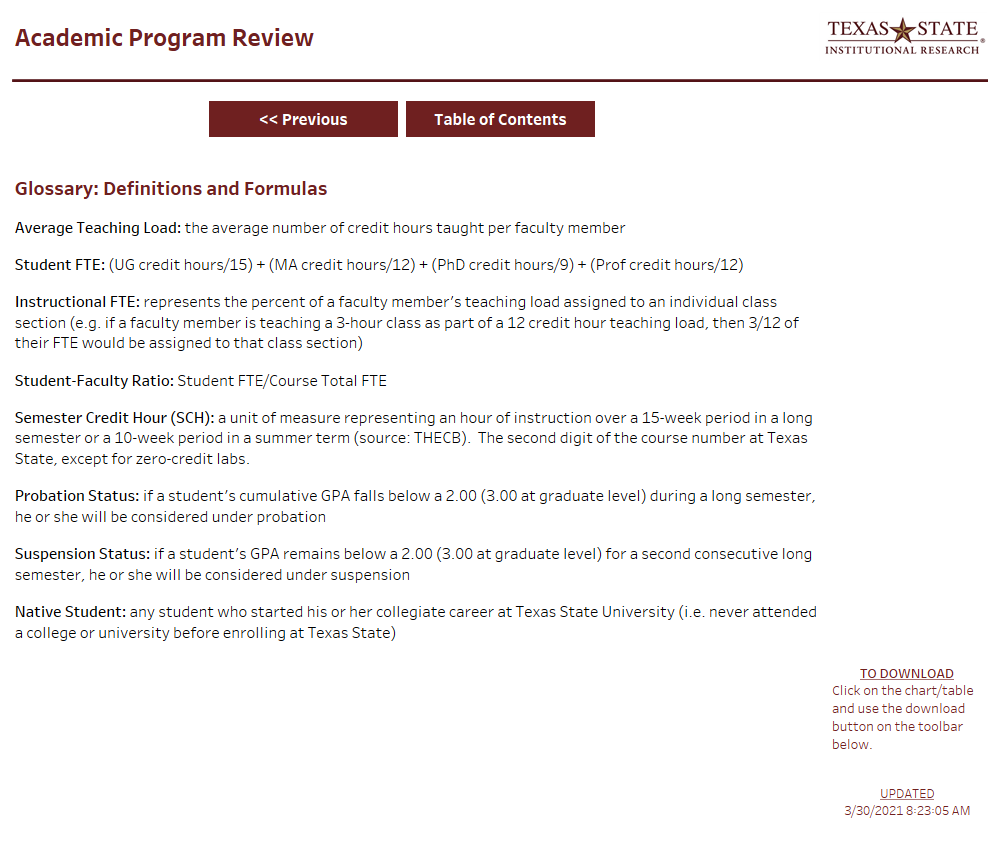 Academic Program Review
TEXAS★STATE®
INSTITUTIONAL RESEARCH
<< Previous
Table of Contents
Glossary: Definitions and Formulas
Average Teaching Load: the average number of credit hours taught per faculty member
Student FTE: (UG credit hours/15) + (MA credit hours/12) + (PhD credit hours/9) + (Prof credit hours/12)
Instructional FTE: represents the percent of a faculty member's teaching load assigned to an individual class
section (e.g. if a faculty member is teaching a 3-hour class as part of a 12 credit hour teaching load, then 3/12 of
their FTE would be assigned to that class section)
Student-Faculty Ratio: Student FTE/Course Total FTE
Semester Credit Hour (SCH): a unit of measure representing an hour of instruction over a 15-week period in a long
semester or a 10-week period in a summer term (source: THECB).  The second digit of the course number at Texas
State, except for zero-credit labs.
Probation Status: if a student's cumulative GPA falls below a 2.00 (3.00 at graduate level) during a long semester,
he or she will be considered under probation
Suspension Status: if a student's GPA remains below a 2.00 (3.00 at graduate level) for a second consecutive long
semester, he or she will be considered under suspension
Native Student: any student who started his or her collegiate career at Texas State University (i.e. never attended
a college or university before enrolling at Texas State)
TO DOWNLOAD
Click on the chart/table
and use the download
button on the toolbar
below.
UPDATED
3/30/2021 8:23:05 AM